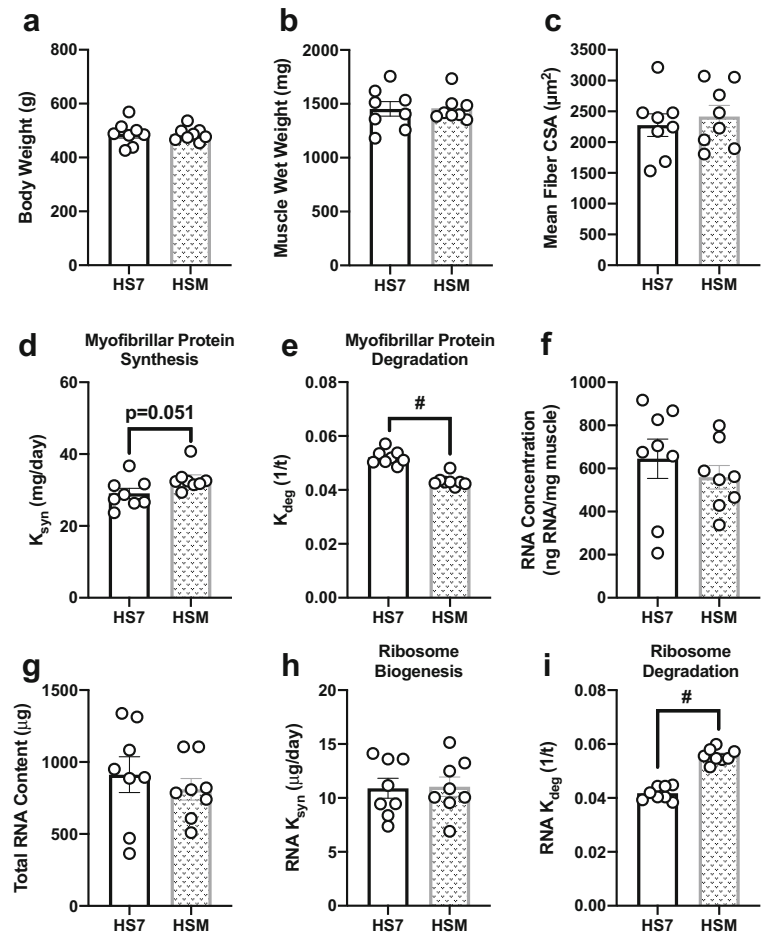 a
Body Weight (g)
800
600
400
200
0
HS7 HSM
b
Muscle Wet Weight (mg)
2000
1500
1000
500
0
HS7 HSM
c
Mean Fiber CSA (μm²)
3500
3000
2500
2000
1500
1000
500
0
HS7 HSM
d
Myofibrillar Protein
Synthesis
Ksyn (mg/day)
60
40
20
0
p=0.051
HS7 HSM
e
Myofibrillar Protein
Degradation
Kdeg (1/t)
0.08
0.06
0.04
0.02
0.00
#
HS7 HSM
f
RNA Concentration
(ng RNA/mg muscle)
1000
800
600
400
200
0
HS7 HSM
g
Total RNA Content (μg)
1500
1000
500
0
HS7 HSM
h
Ribosome
Biogenesis
RNA Ksyn (μg/day)
20
15
10
5
0
HS7 HSM
i
Ribosome
Degradation
RNA Kdeg (1/t)
0.08
0.06
0.04
0.02
0.00
#
HS7 HSM